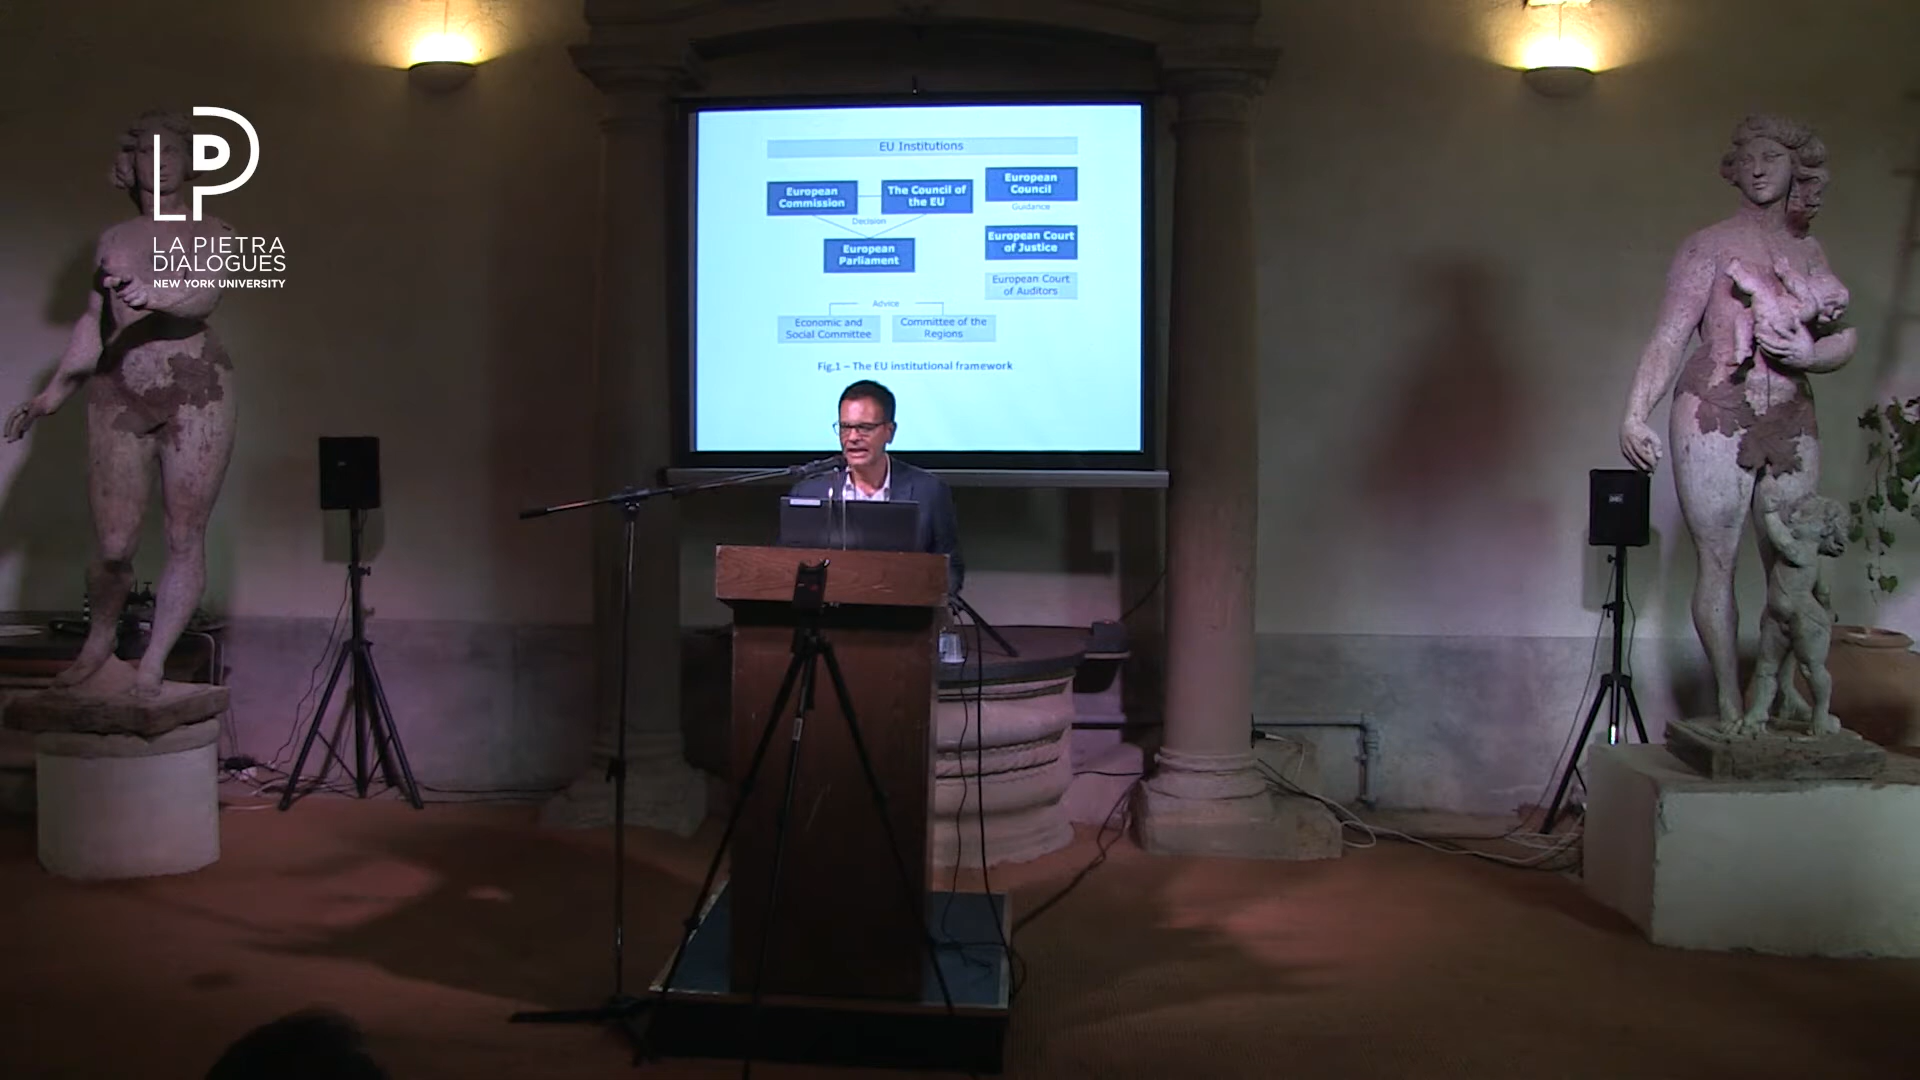 LA PIETRA
DIALOGUES
NEW YORK UNIVERSITY
EU Institutions
European
Commission
The Council of
the EU
Decision
European
Parliament
European
Council
Guidance
European Court
of Justice
European Court
of Auditors
Advice
Economic and
Social Committee
Committee of the
Regions
Fig.1 – The EU institutional framework